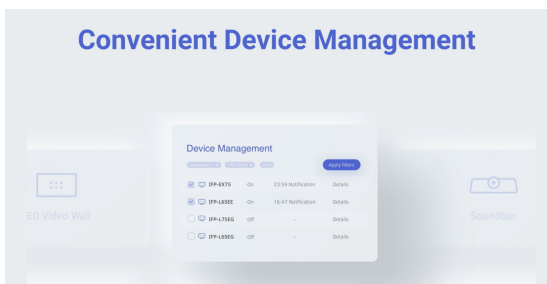 Convenient Device Management
Device Management
Apply filters
IFP-EX75 On 23:59 Notification Details
IFP-L85EE On 16:47 Notification Details
IFP-L75EG Off - Details
IFP-L65EG Off - Details
ED Video Wall
Soundbar